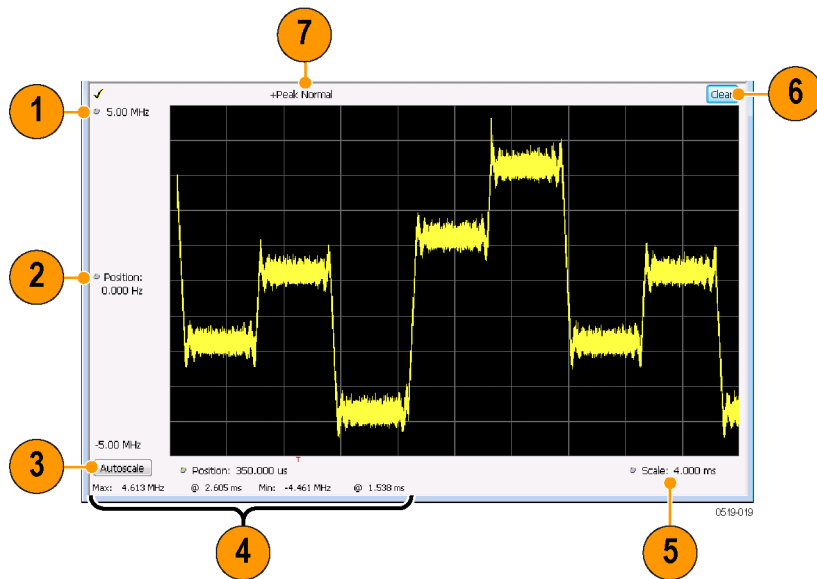 7
✓
+Peak Normal
Clear
6
1
5.00 MHz
2
Position:
0.000 Hz
-5.00 MHz
T
3
Autoscale
Position: 350.000 us
Scale: 4.000 ms
Max: 4.613 MHz @ 2.605 ms Min: -4.461 MHz @ 1.538 ms
0519-019
4
5